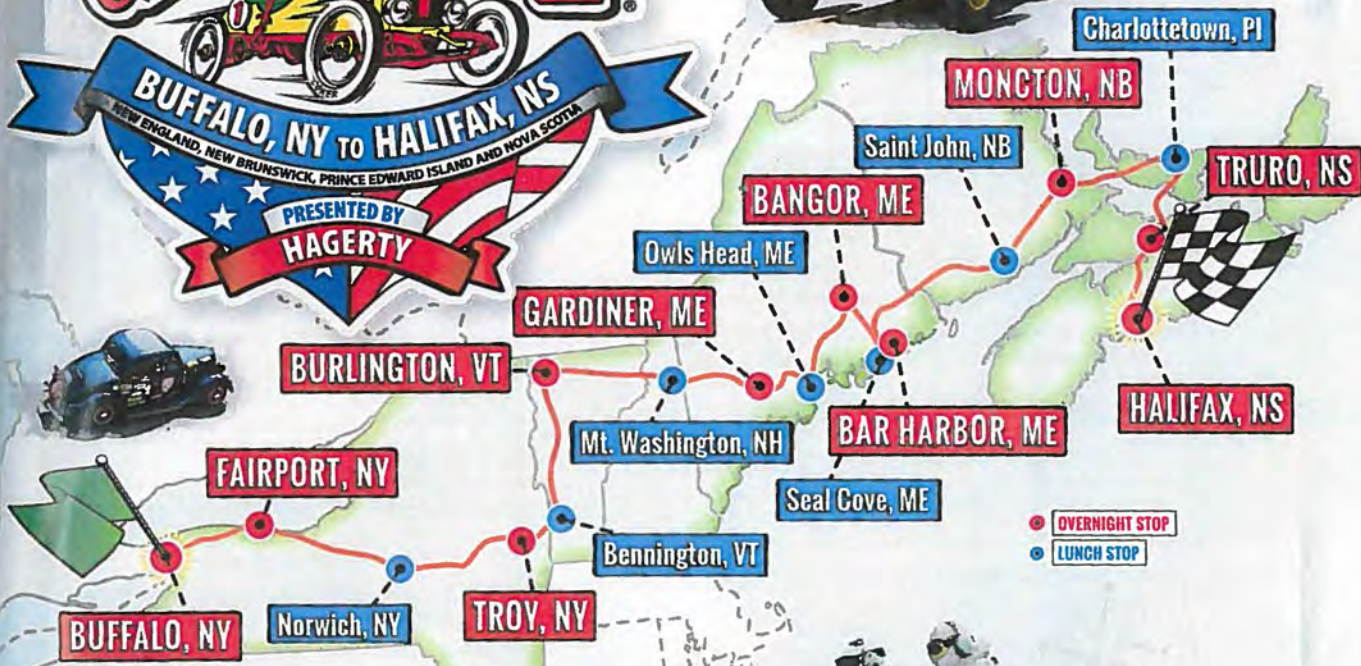 ®
1
BUFFALO, NY TO HALIFAX, NS
NEW ENGLAND, NEW BRUNSWICK, PRINCE EDWARD ISLAND AND NOVA SCOTIA
PRESENTED BY
HAGERTY
Charlottetown, PI
MONCTON, NB
Saint John, NB
TRURO, NS
BANGOR, ME
Owls Head, ME
GARDINER, ME
BURLINGTON, VT
HALIFAX, NS
Mt. Washington, NH
BAR HARBOR, ME
FAIRPORT, NY
Seal Cove, ME
OVERNIGHT STOP
LUNCH STOP
Bennington, VT
BUFFALO, NY
Norwich, NY
TROY, NY